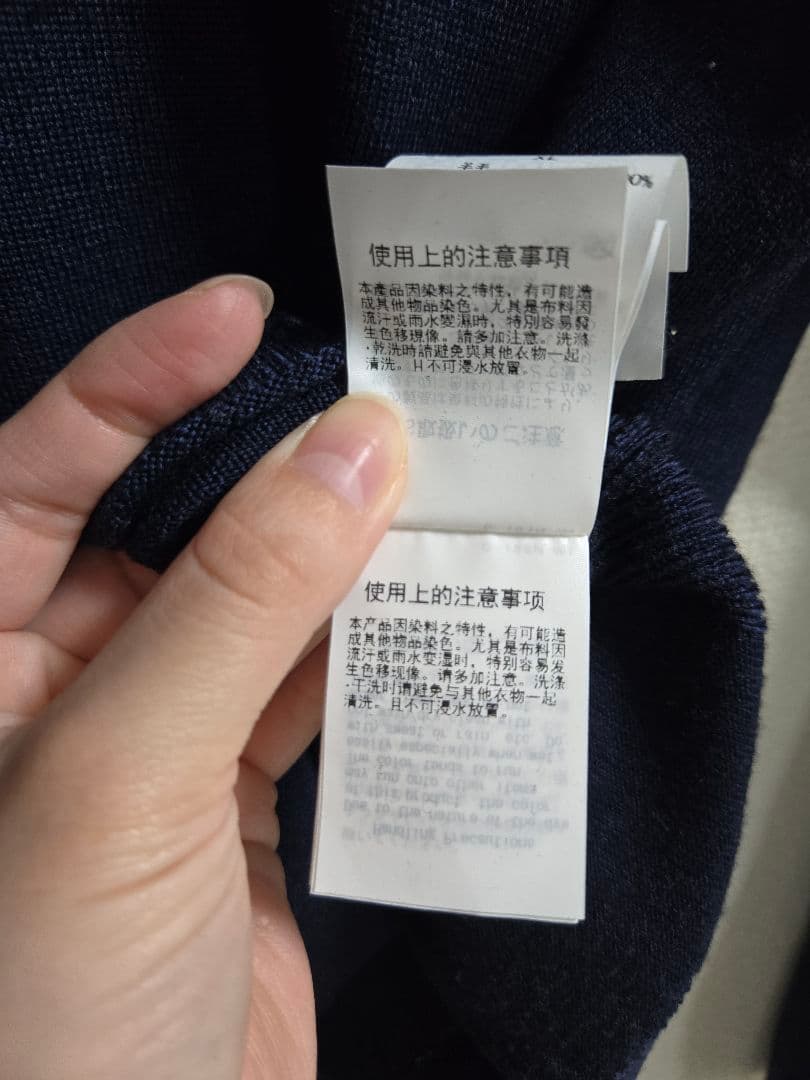 使用上的注意事項
本產品因染料之特性，有可能造
成其他物品染色。尤其是布料因
流汗或雨水變濕時，特別容易發
生色移現像。請多加注意。洗滌
·乾洗時請避免與其他衣物一起
清洗。且不可浸水放置。
使用上的注意事项
本产品因染料之特性，有可能造
成其他物品染色。尤其是布料因
流汗或雨水变湿时，特别容易发
生色移现像。请多加注意。洗涤
·干洗时请避免与其他衣物一起
清洗。且不可浸水放置。